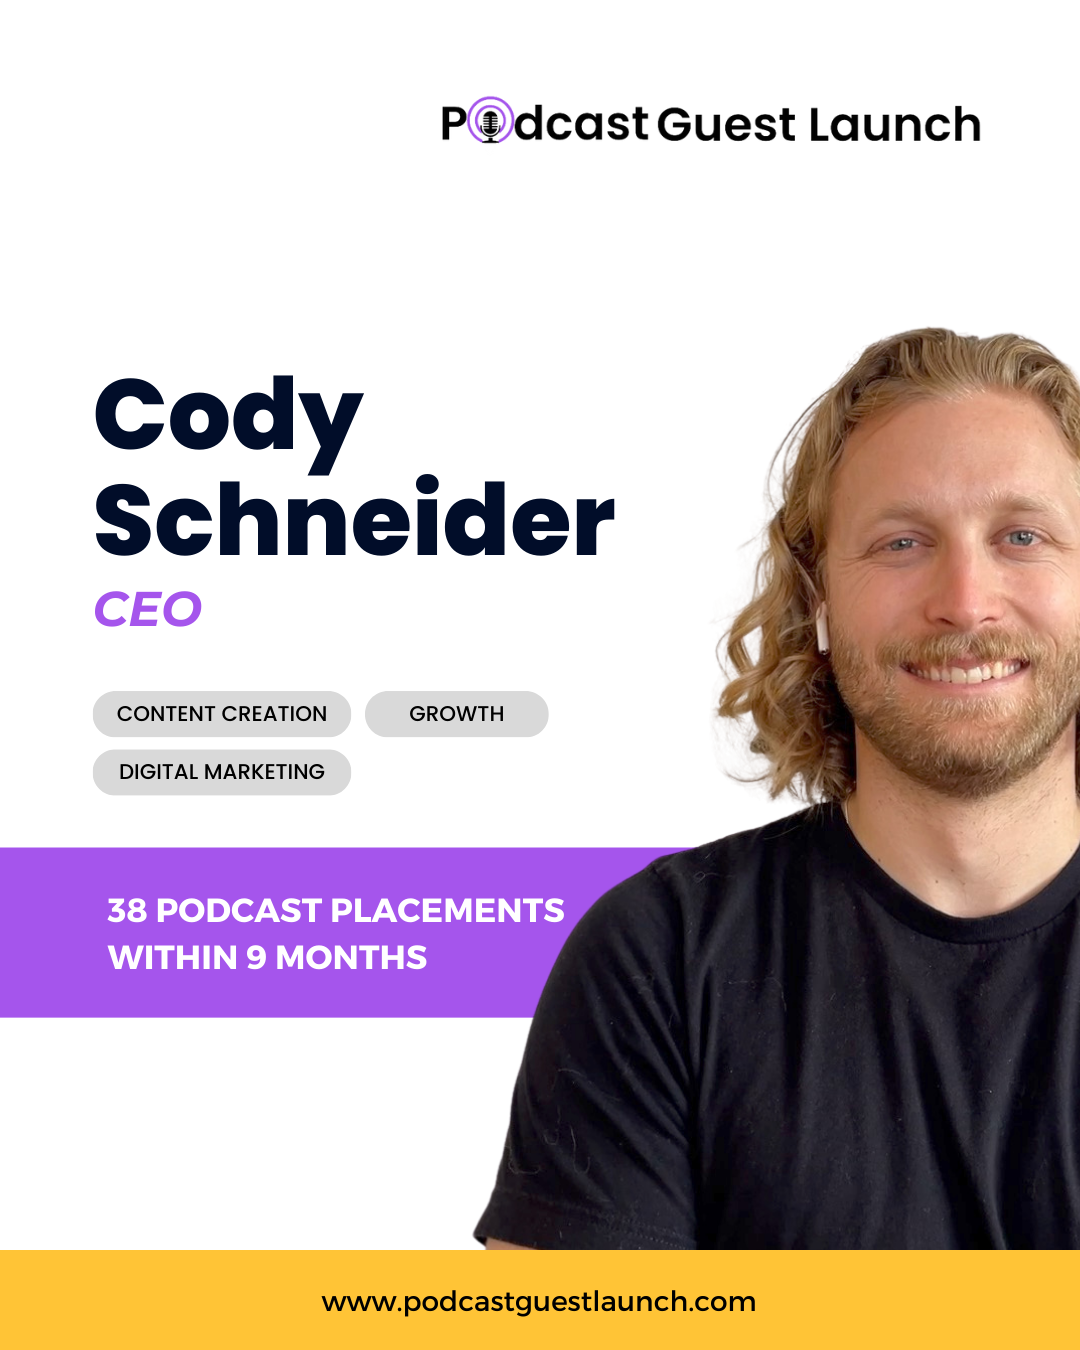 Podcast Guest Launch
Cody
Schneider
CEO
CONTENT CREATION
GROWTH
DIGITAL MARKETING
38 PODCAST PLACEMENTS
WITHIN 9 MONTHS
www.podcastguestlaunch.com